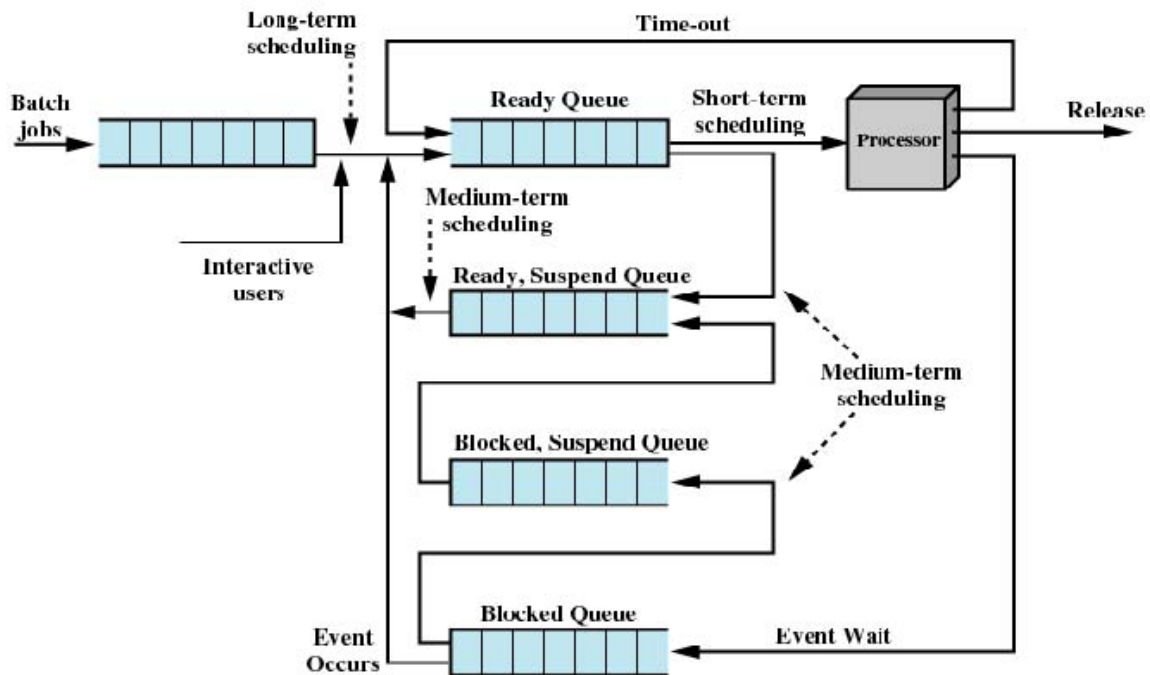 Long-term
scheduling
Time-out
Batch
jobs
Ready Queue
Short-term
scheduling
Processor
Release
Medium-term
scheduling
Interactive
users
Ready, Suspend Queue
Medium-term
scheduling
Blocked, Suspend Queue
Blocked Queue
Event
Occurs
Event Wait